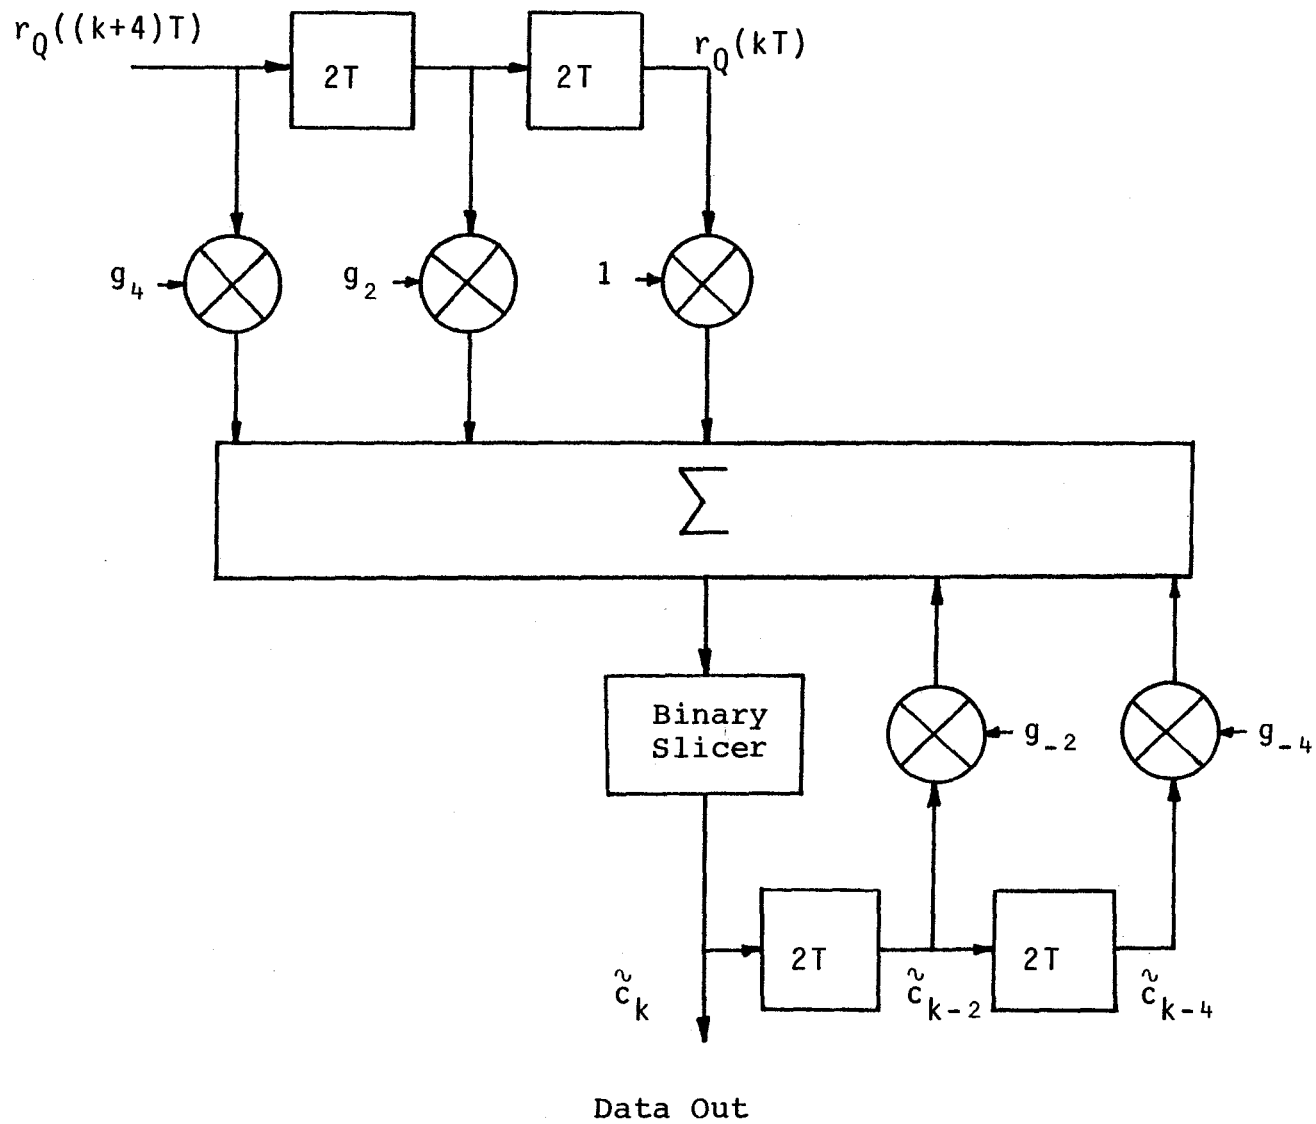 r_Q((k+4)T)
2T
2T
r_Q(kT)
g_4
g_2
1
Σ
Binary
Slicer
g_-2
g_-4
2T
2T
c̃_k
c̃_k-2
c̃_k-4
Data Out